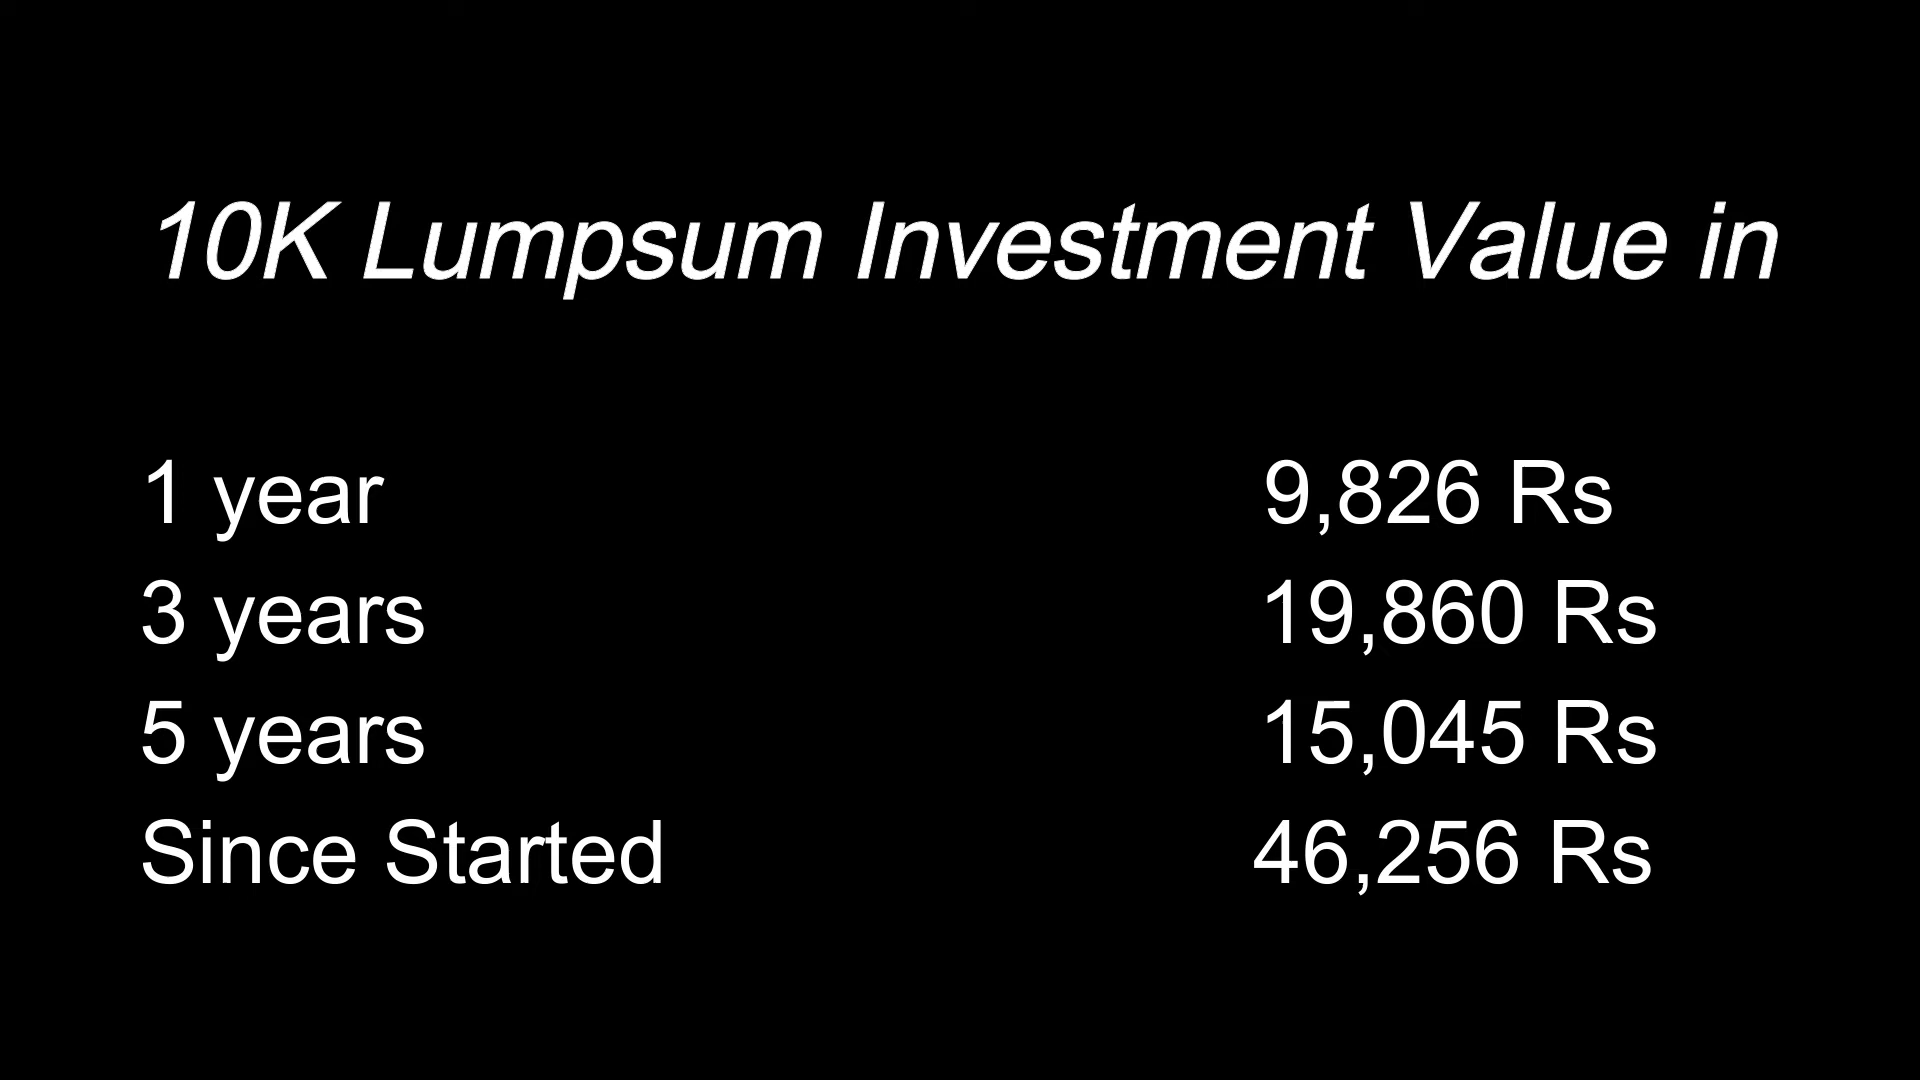 10K Lumpsum Investment Value in
1 year 9,826 Rs
3 years 19,860 Rs
5 years 15,045 Rs
Since Started 46,256 Rs